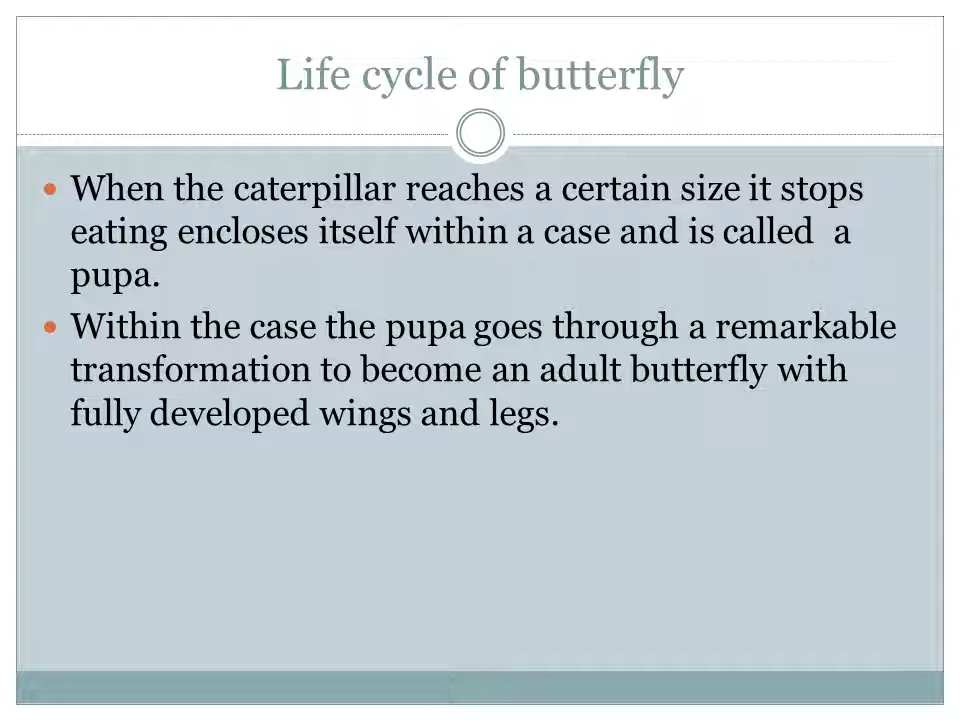 Life cycle of butterfly
When the caterpillar reaches a certain size it stops
eating encloses itself within a case and is called  a
pupa.
Within the case the pupa goes through a remarkable
transformation to become an adult butterfly with
fully developed wings and legs.